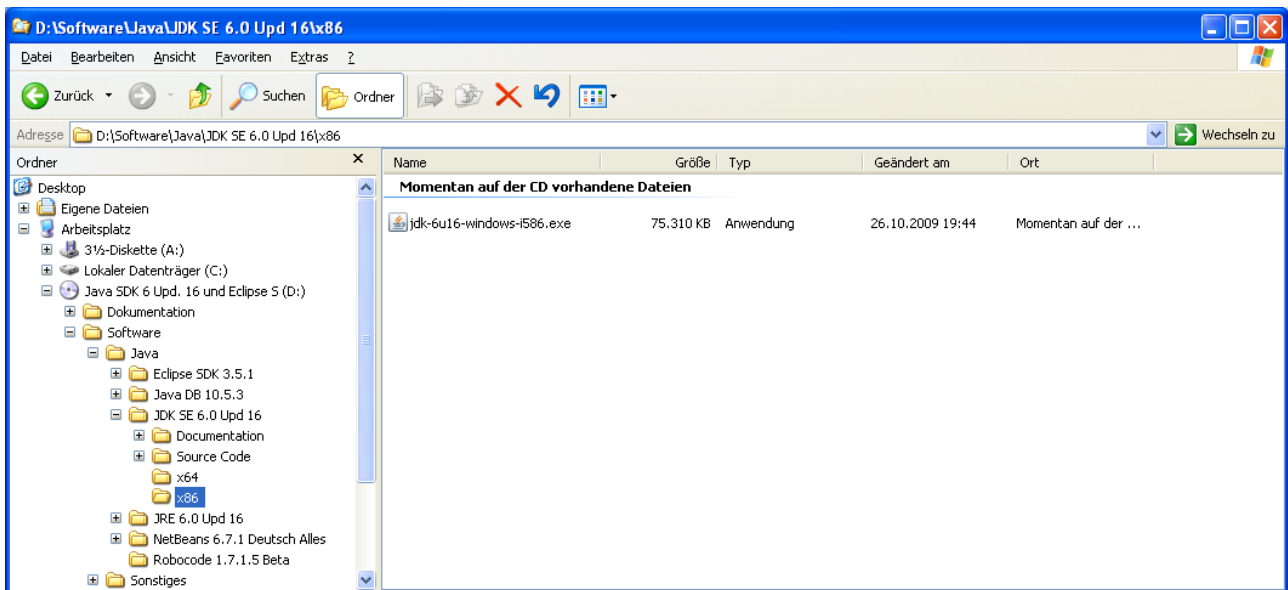 D:\Software\Java\JDK SE 6.0 Upd 16\x86
Datei Bearbeiten Ansicht Favoriten Extras ?
Zurück Suchen Ordner
Adresse D:\Software\Java\JDK SE 6.0 Upd 16\x86 Wechseln zu
Ordner x Name Größe Typ Geändert am Ort
Desktop
Momentan auf der CD vorhandene Dateien
Eigene Dateien
Arbeitsplatz
jdk-6u16-windows-i586.exe 75.310 KB Anwendung 26.10.2009 19:44 Momentan auf der ...
3½-Diskette (A:)
Lokaler Datenträger (C:)
Java SDK 6 Upd. 16 und Eclipse S (D:)
Dokumentation
Software
Java
Eclipse SDK 3.5.1
Java DB 10.5.3
JDK SE 6.0 Upd 16
Documentation
Source Code
x64
x86
JRE 6.0 Upd 16
NetBeans 6.7.1 Deutsch Alles
Robocode 1.7.1.5 Beta
Sonstiges